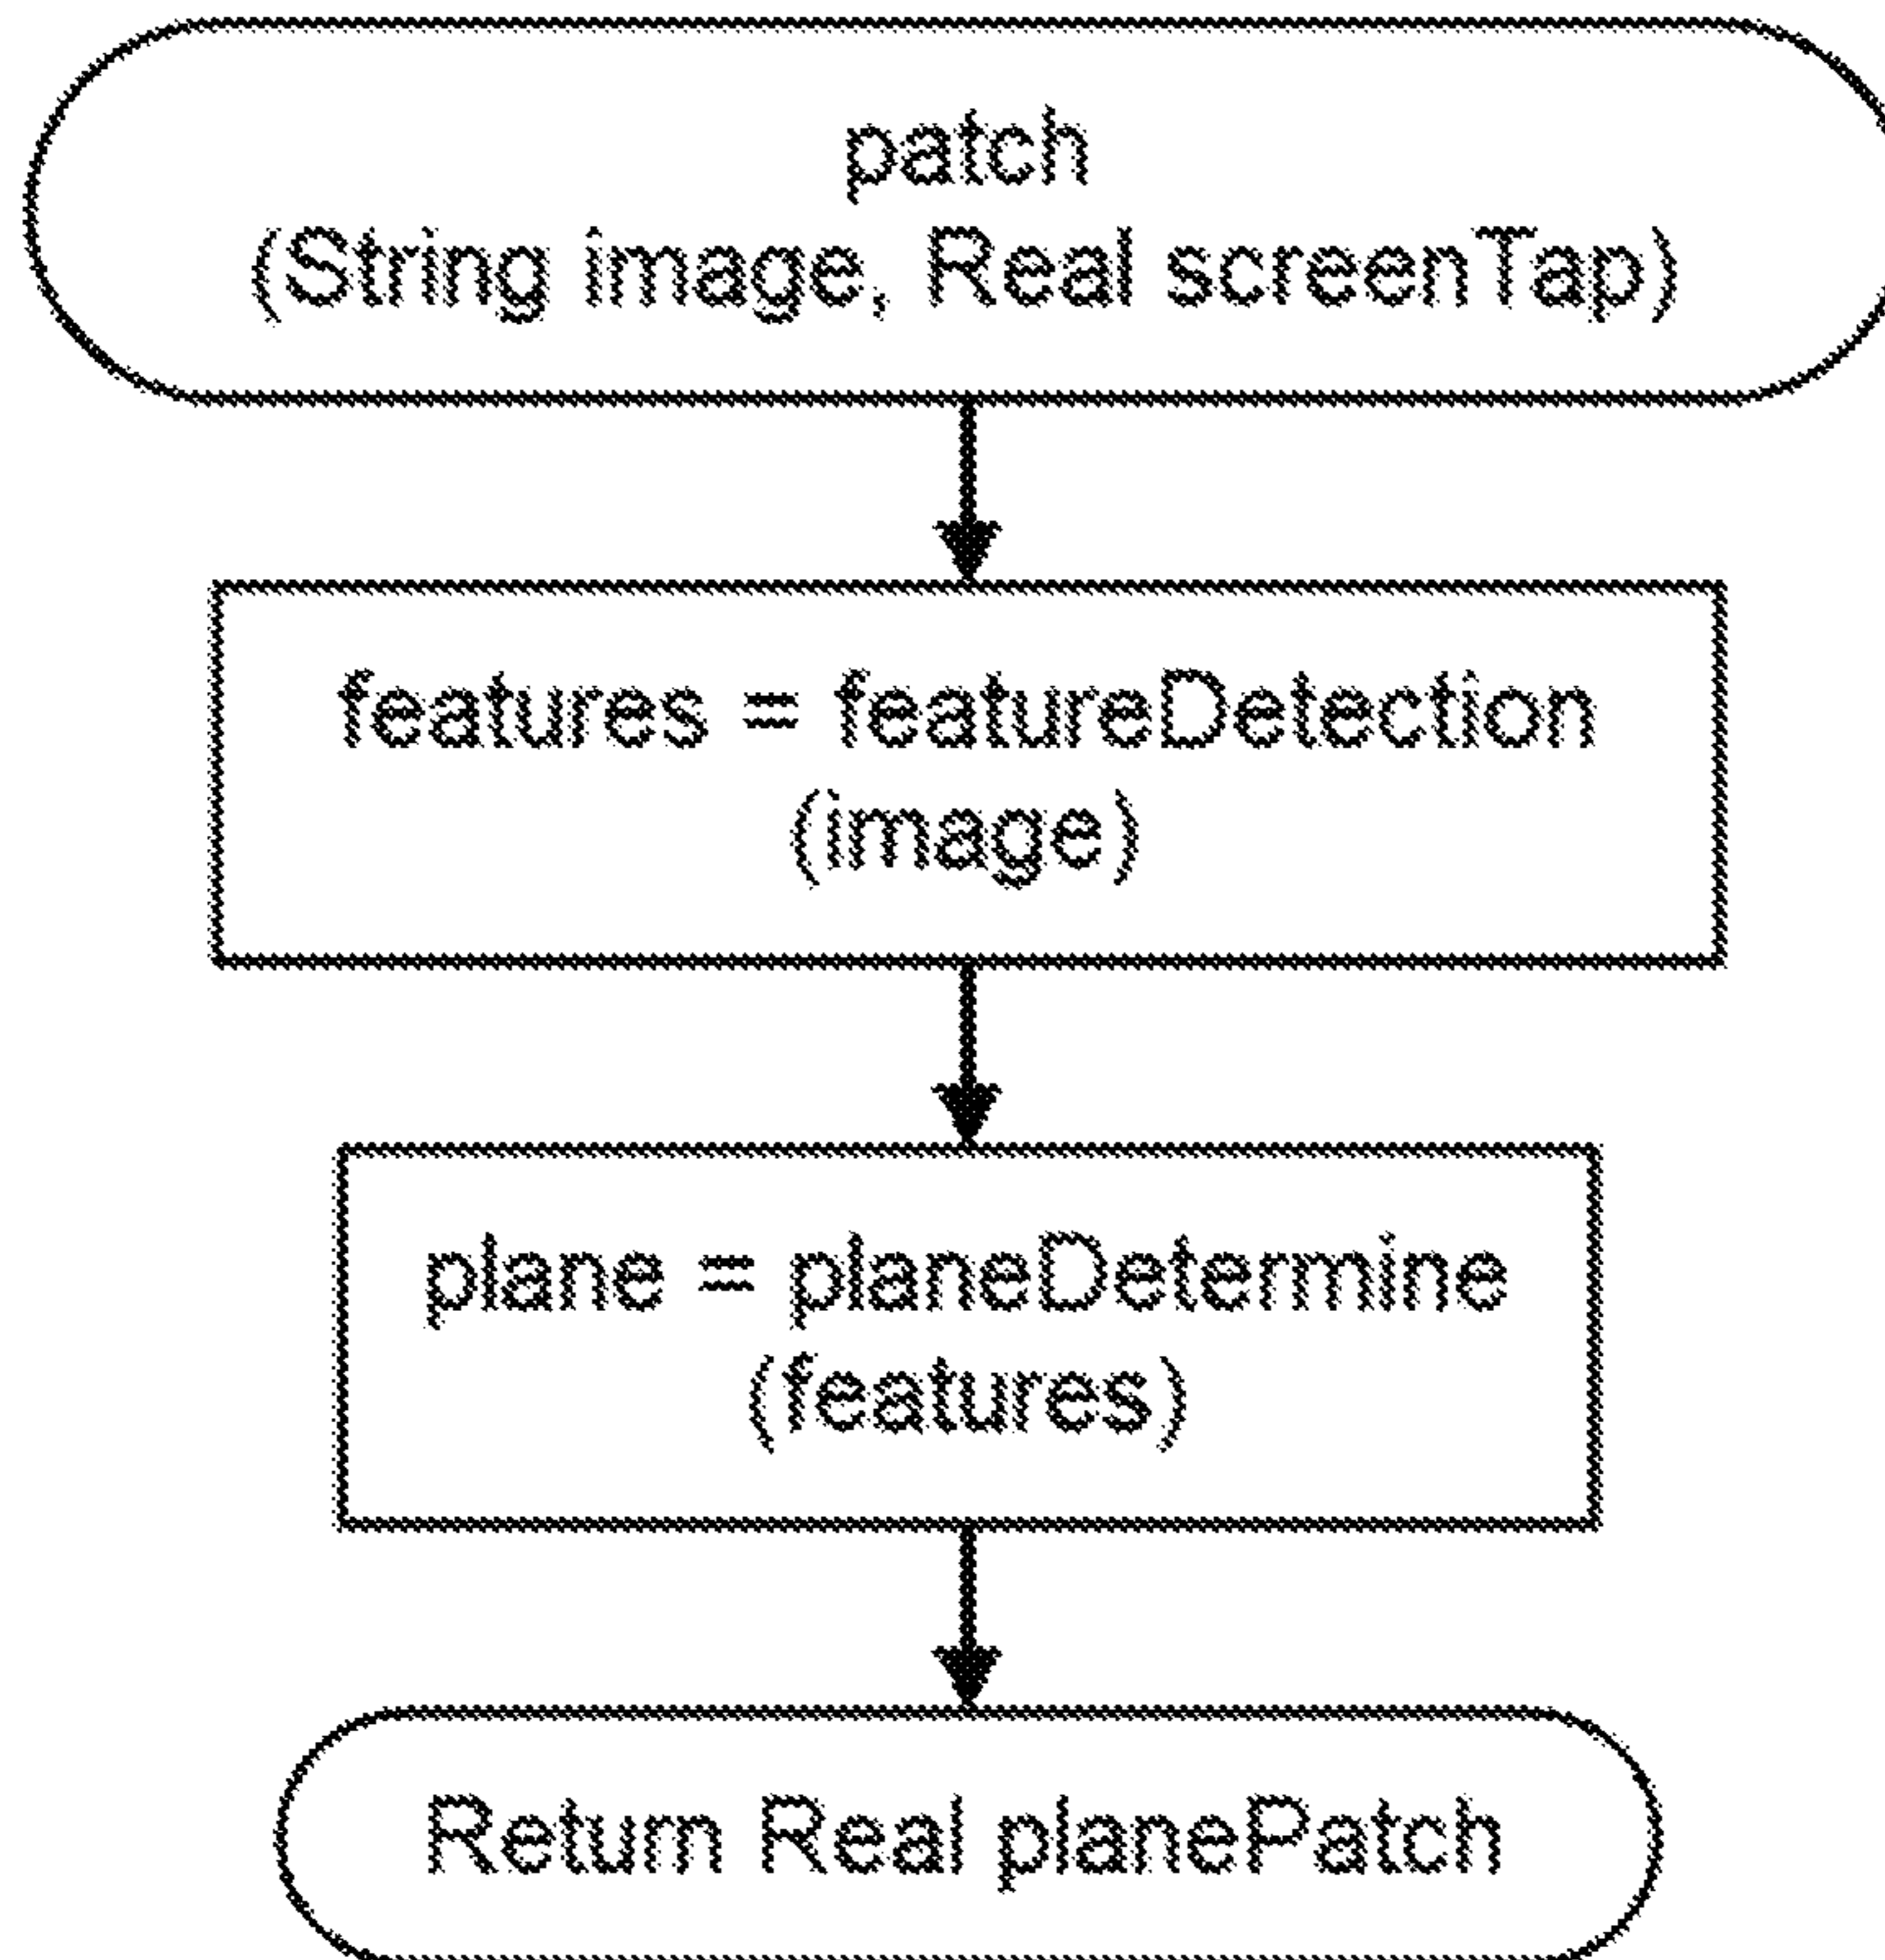 patch
(String image, Real screenTap)
features = featureDetection
(image)
plane = planeDetermine
(features)
Return Real planePatch